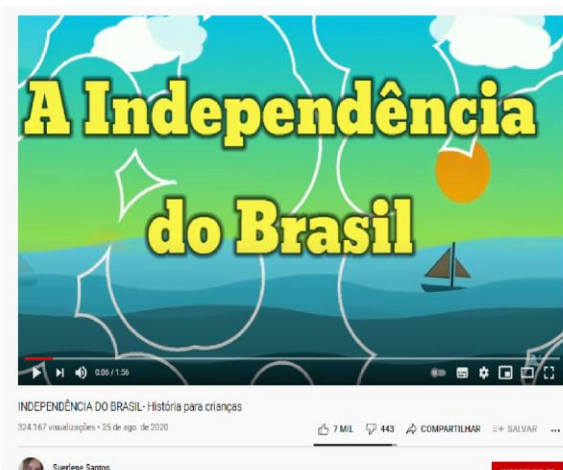 A Independência
do Brasil
0:06 / 1:56
INDEPENDÊNCIA DO BRASIL- História para crianças
324.167 visualizações • 25 de ago. de 2020
7 MIL 443 COMPARTILHAR SALVAR ...
Suerlene Santos